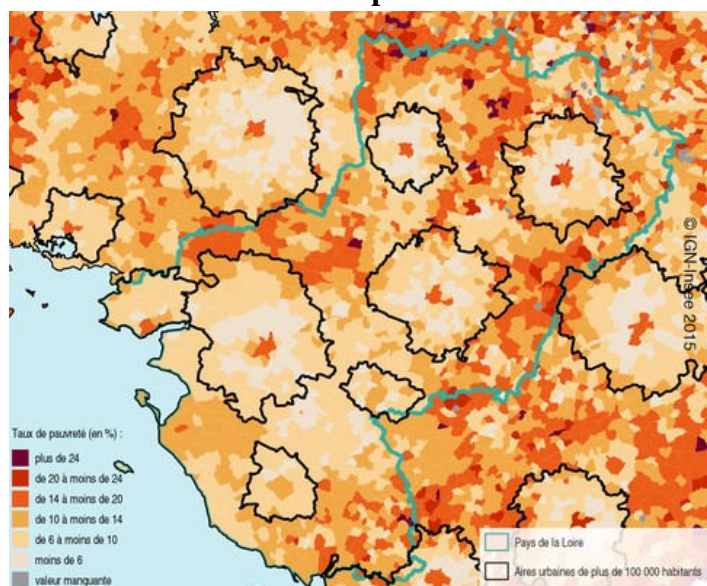 © IGN-Insee 2015
Taux de pauvreté (en %) :
plus de 24
de 20 à moins de 24
de 14 à moins de 20
de 10 à moins de 14
de 6 à moins de 10
moins de 6
valeur manquante
Pays de la Loire
Aires urbaines de plus de 100 000 habitants